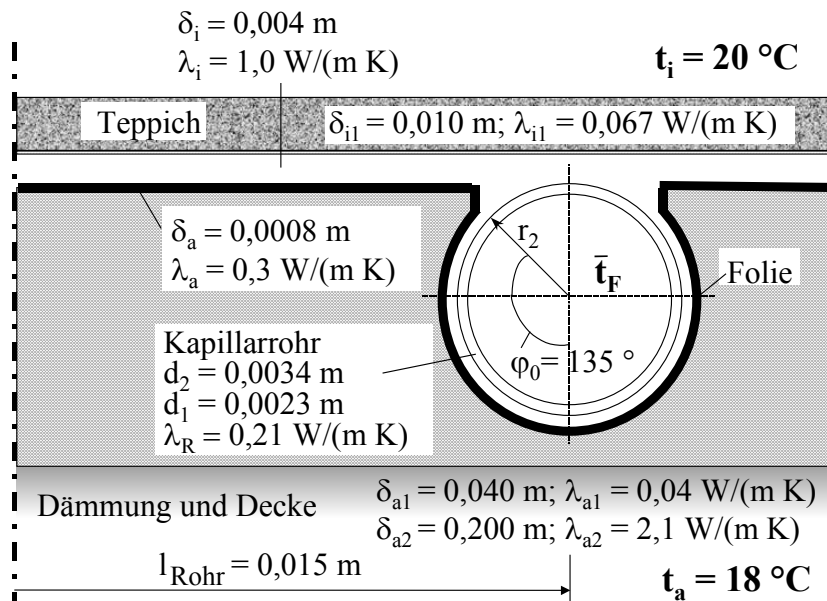 δi = 0,004 m
λi = 1,0 W/(m K)
ti = 20 °C
Teppich
δi1 = 0,010 m; λi1 = 0,067 W/(m K)
δa = 0,0008 m
λa = 0,3 W/(m K)
r2
t̄F
Folie
Kapillarrohr
d2 = 0,0034 m
d1 = 0,0023 m
λR = 0,21 W/(m K)
φ0= 135 °
Dämmung und Decke
δa1 = 0,040 m; λa1 = 0,04 W/(m K)
δa2 = 0,200 m; λa2 = 2,1 W/(m K)
lRohr = 0,015 m
ta = 18 °C